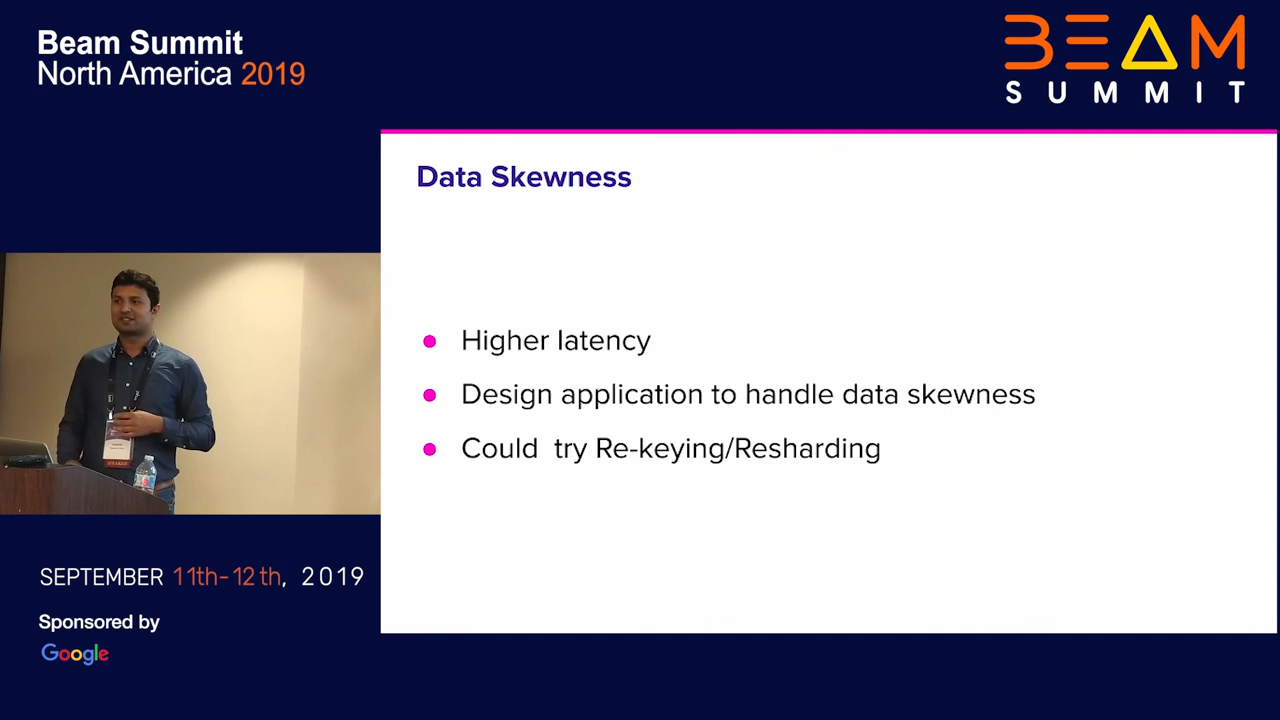 Beam Summit
North America 2019
BEAM
SUMMIT
Data Skewness
Higher latency
Design application to handle data skewness
Could try Re-keying/Resharding
SEPTEMBER 11th-12th, 2019
Sponsored by
Google